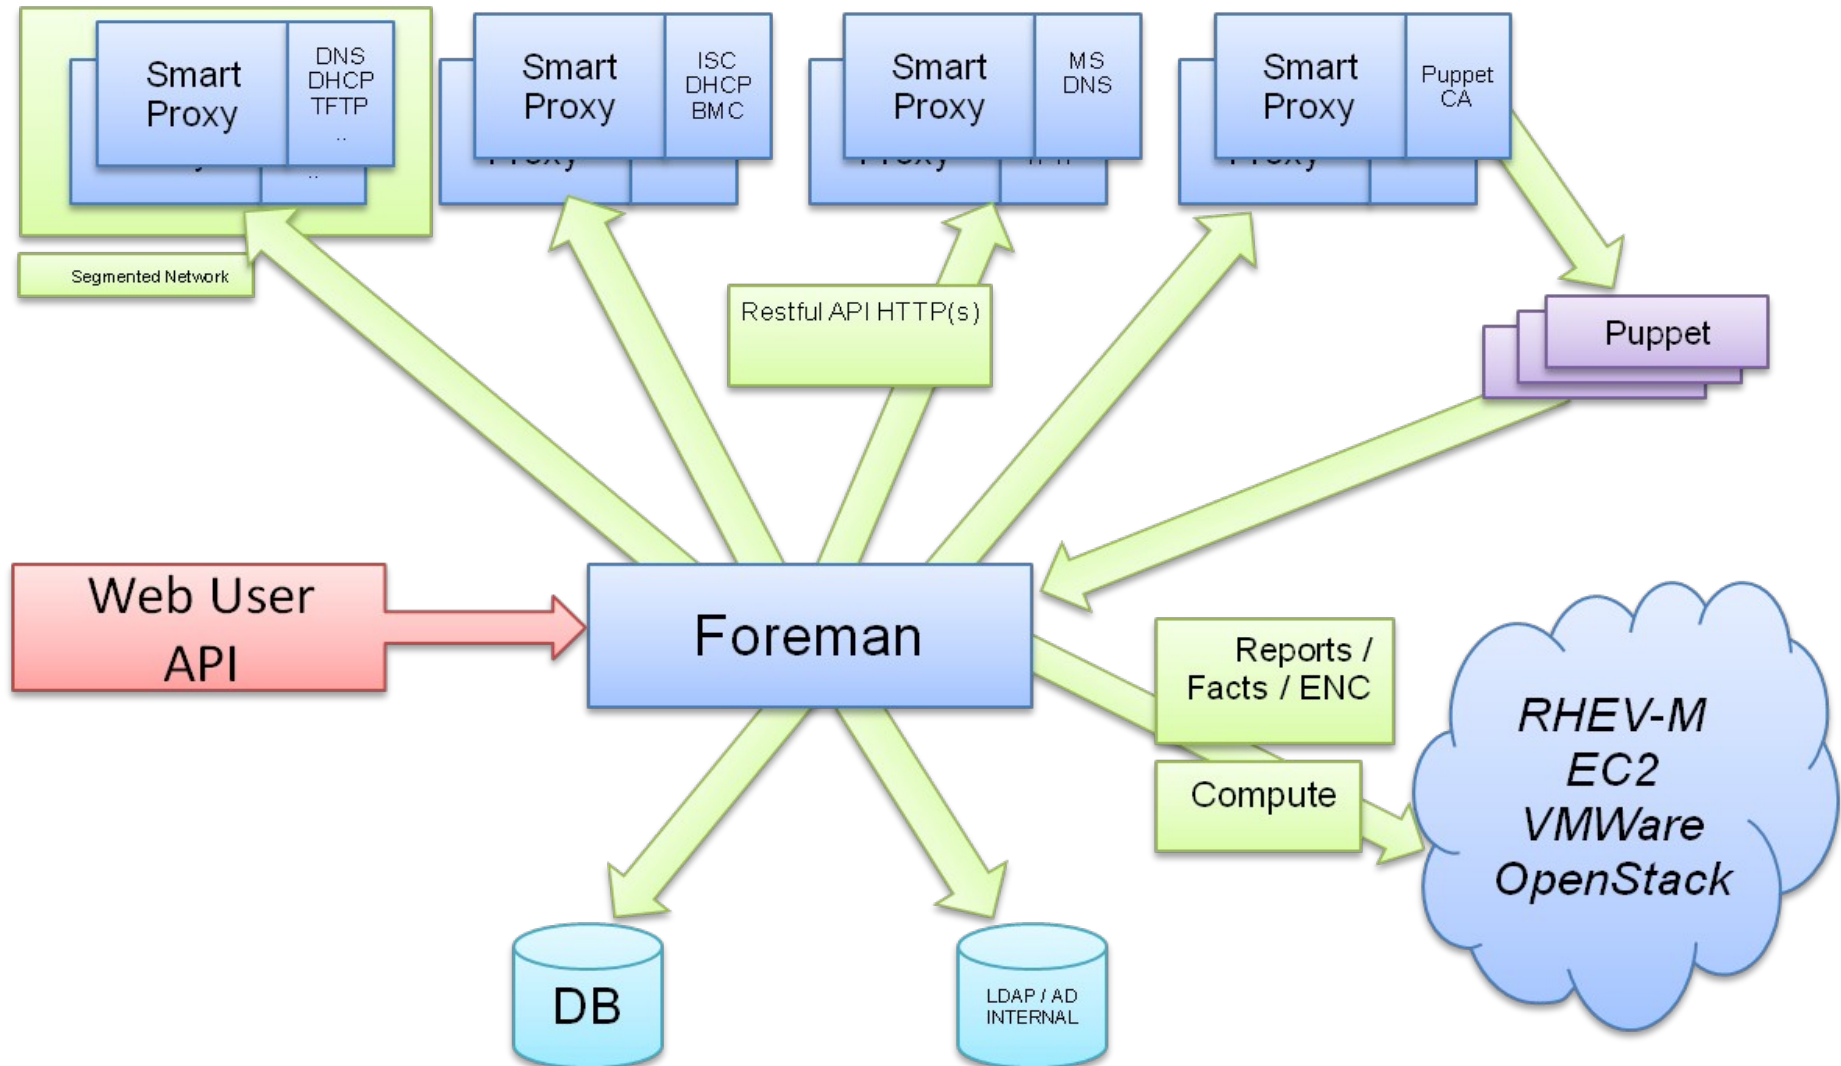 Smart
Proxy
DNS
DHCP
TFTP
..
..
Smart
Proxy
ISC
DHCP
BMC
Proxy
Smart
Proxy
MS
DNS
Smart
Proxy
Puppet
CA
Segmented Network
Restful API HTTP(s)
Puppet
Web User
API
Foreman
Reports /
Facts / ENC
Compute
RHEV-M
EC2
VMWare
OpenStack
DB
LDAP / AD
INTERNAL